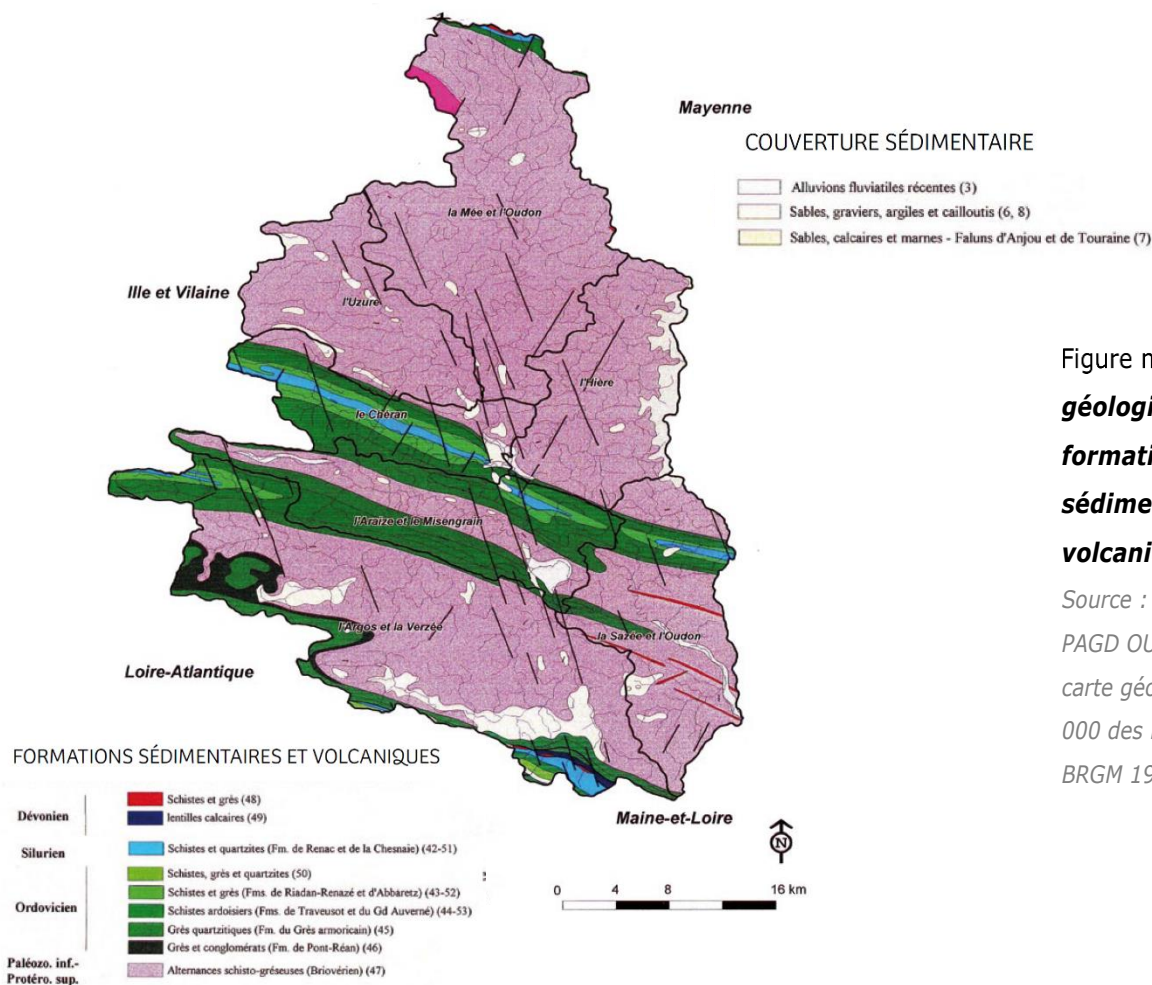 Mayenne
COUVERTURE SÉDIMENTAIRE
Alluvions fluviatiles récentes (3)
Sables, graviers, argiles et cailloutis (6, 8)
Sables, calcaires et marnes - Faluns d'Anjou et de Touraine (7)
la Mée et l'Oudon
Ille et Vilaine
l'Uzure
l'Hière
le Chéran
l'Araize et le Misengrain
l'Argos et la Verzée
la Sazée et l'Oudon
Loire-Atlantique
Maine-et-Loire
Figure n
géologi
formati
sédime
volcani
Source :
PAGD OU
carte géo
000 des
BRGM 19
FORMATIONS SÉDIMENTAIRES ET VOLCANIQUES
Dévonien
Schistes et grès (48)
lentilles calcaires (49)
Silurien
Schistes et quartzites (Fm. de Renac et de la Chesnaie) (42-51)
Ordovicien
Schistes, grès et quartzites (50)
Schistes et grès (Fms. de Riadan-Renazé et d'Abbaretz) (43-52)
Schistes ardoisiers (Fms. de Traveusot et du Gd Auverné) (44-53)
Grès quartzitiques (Fm. du Grès armoricain) (45)
Grès et conglomérats (Fm. de Pont-Réan) (46)
Paléozo. inf.-
Protéro. sup.
Alternances schisto-gréseuses (Briovérien) (47)
N
0 4 8 16 km